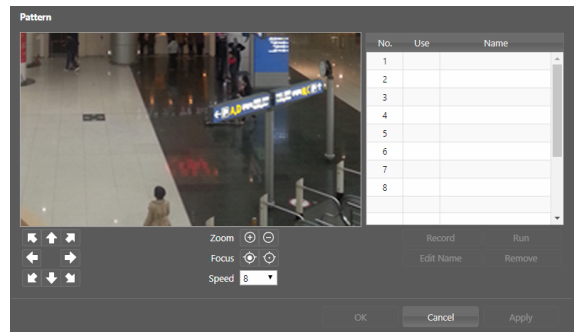 Pattern
No. Use Name
1
2
3
4
5
6
7
8
Zoom
Focus
Speed 8
Record Run
Edit Name Remove
OK Cancel Apply